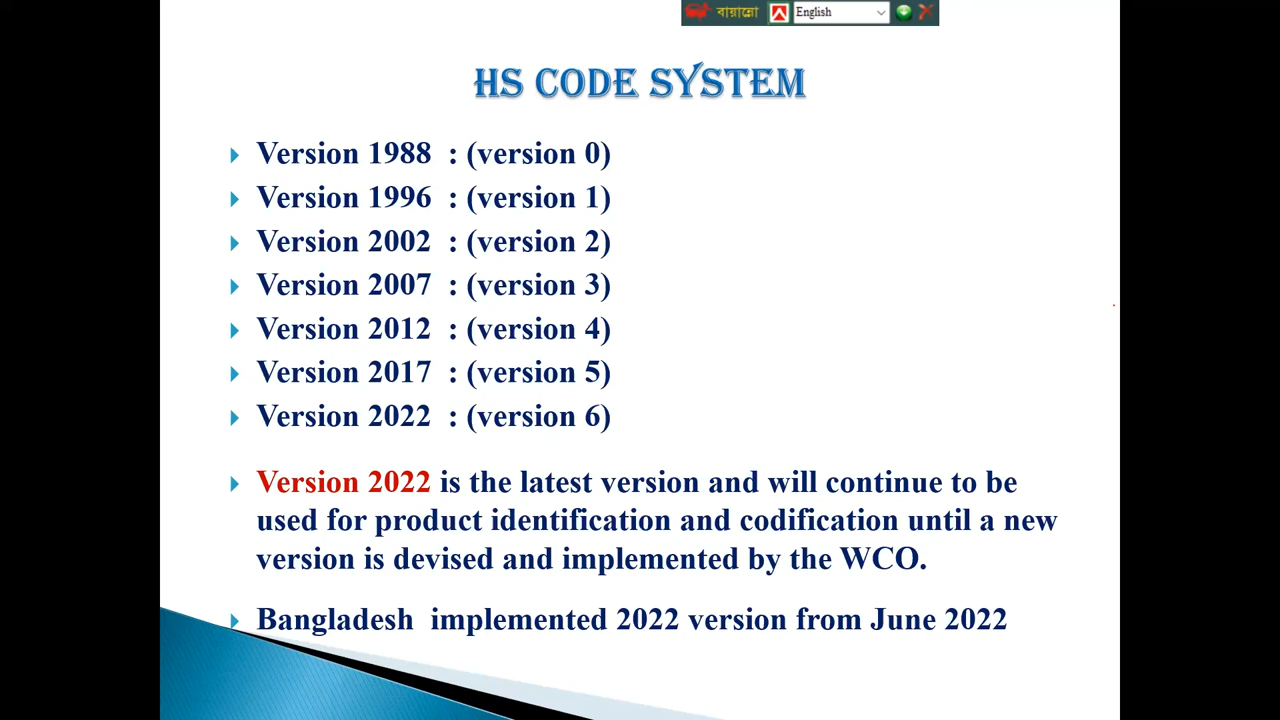 বায়ান্নো English
HS CODE SYSTEM
Version 1988 : (version 0)
Version 1996 : (version 1)
Version 2002 : (version 2)
Version 2007 : (version 3)
Version 2012 : (version 4)
Version 2017 : (version 5)
Version 2022 : (version 6)
Version 2022 is the latest version and will continue to be
used for product identification and codification until a new
version is devised and implemented by the WCO.
Bangladesh implemented 2022 version from June 2022